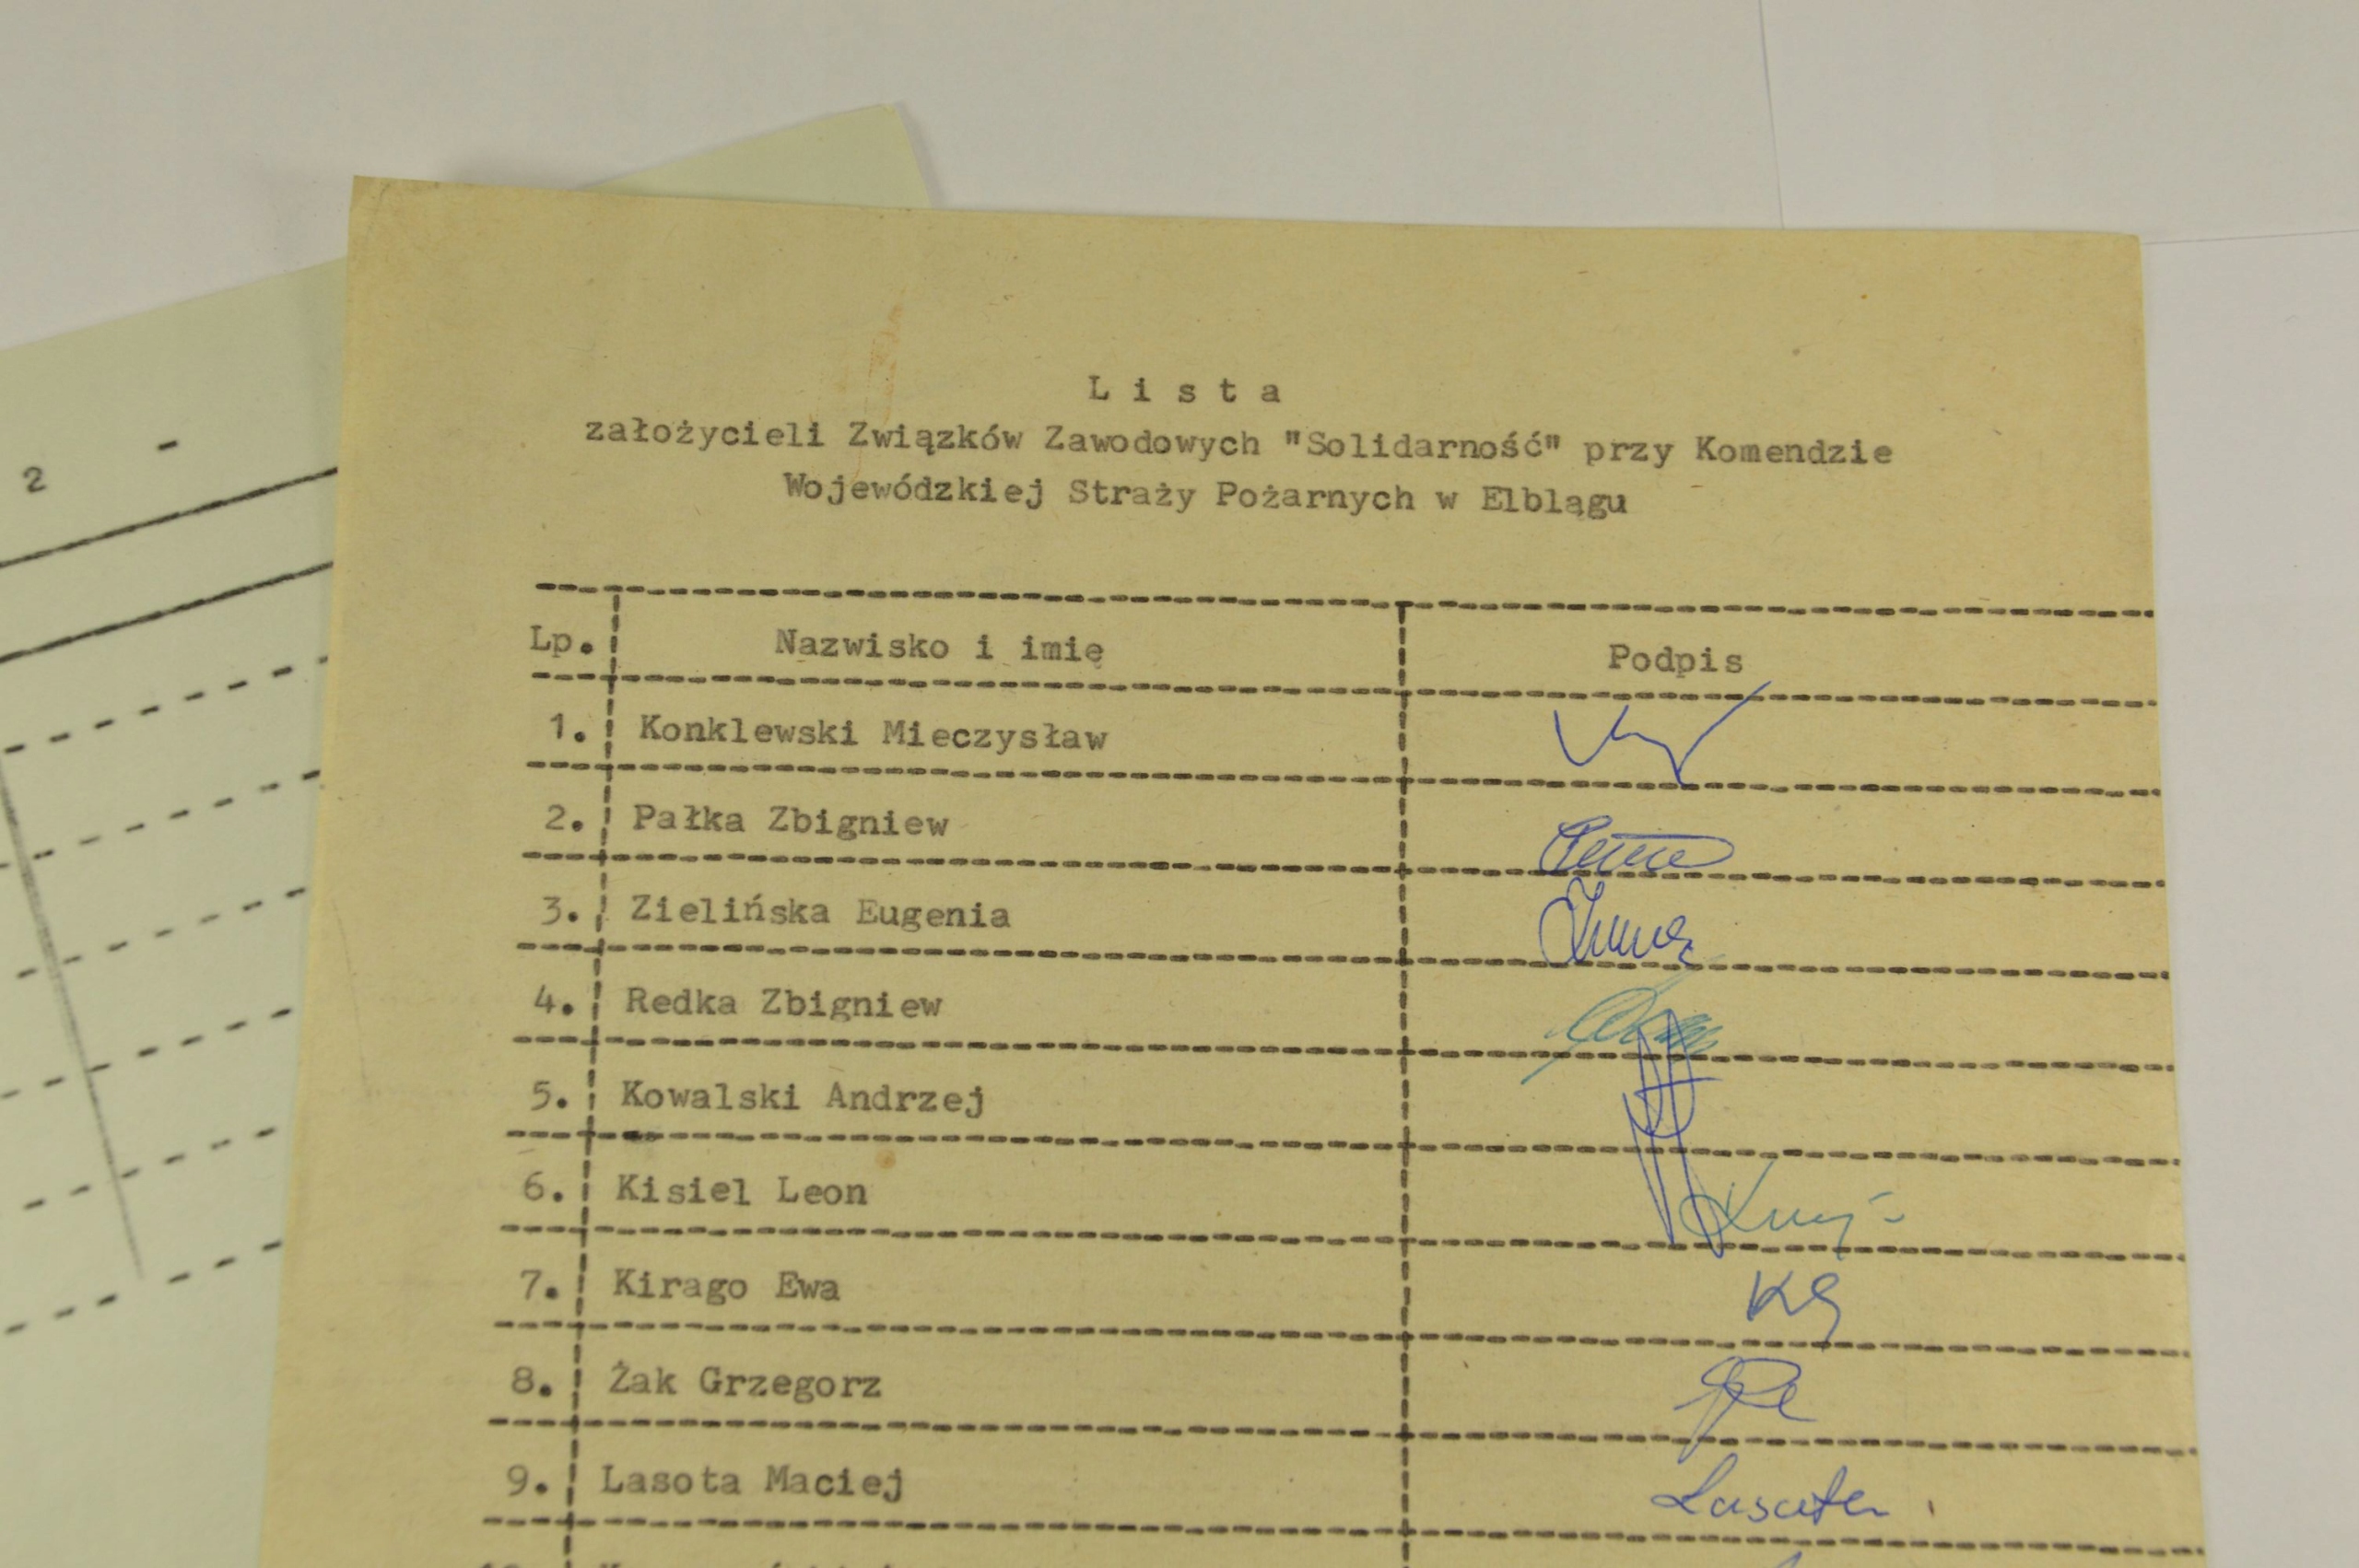 2 -
L i s t a
założycieli Związków Zawodowych "Solidarność" przy Komendzie
Wojewódzkiej Straży Pożarnych w Elblągu
Lp. Nazwisko i imię Podpis
1. Konklewski Mieczysław
2. Pałka Zbigniew
3. Zielińska Eugenia
4. Redka Zbigniew
5. Kowalski Andrzej
6. Kisiel Leon
7. Kirago Ewa
8. Żak Grzegorz
9. Lasota Maciej Lasota